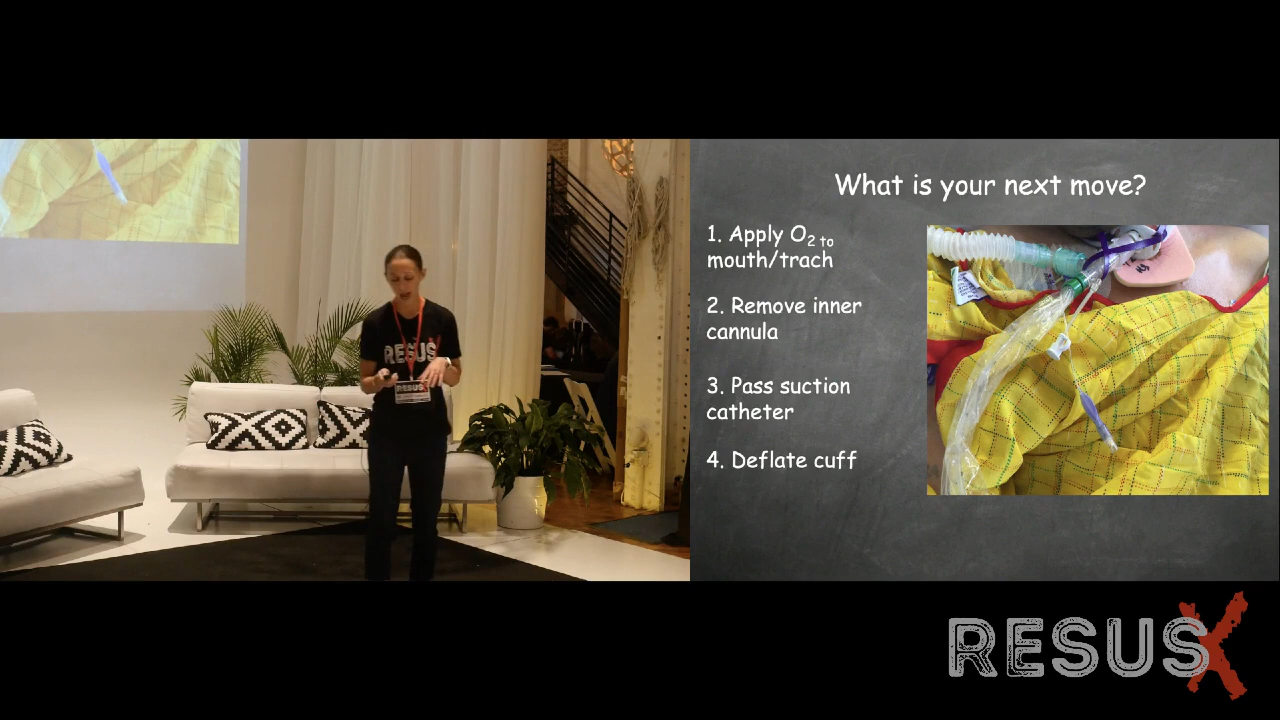 What is your next move?
1. Apply O2 to
mouth/trach
2. Remove inner
cannula
3. Pass suction
catheter
4. Deflate cuff
RESUS
RESUS
RESUSX